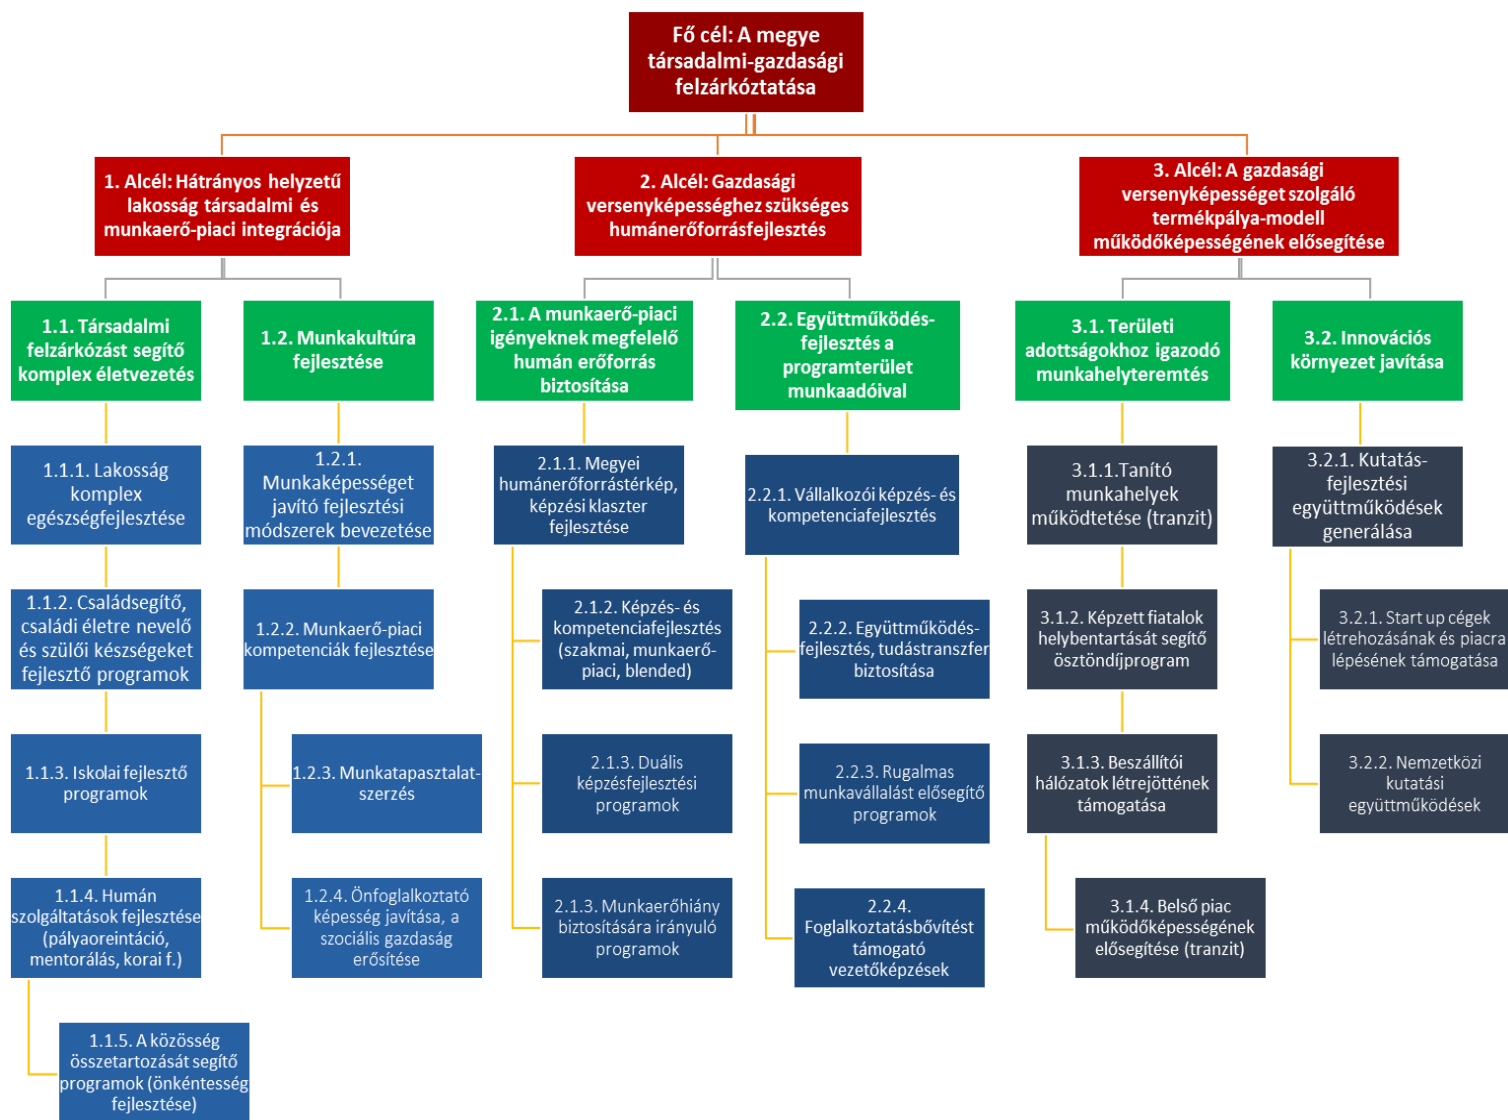 Fő cél: A megye
társadalmi-gazdasági
felzárkóztatása
1. Alcél: Hátrányos helyzetű
lakosság társadalmi és
munkaerő-piaci integrációja
2. Alcél: Gazdasági
versenyképességhez szükséges
humánerőforrásfejlesztés
3. Alcél: A gazdasági
versenyképességet szolgáló
termékpálya-modell
működőképességének elősegítése
1.1. Társadalmi
felzárkózást segítő
komplex életvezetés
1.2. Munkakultúra
fejlesztése
2.1. A munkaerő-piaci
igényeknek megfelelő
humán erőforrás
biztosítása
2.2. Együttműködés-
fejlesztés a
programterület
munkaadóival
3.1. Területi
adottságokhoz igazodó
munkahelyteremtés
3.2. Innovációs
környezet javítása
1.1.1. Lakosság
komplex
egészségfejlesztése
1.1.2. Családsegítő,
családi életre nevelő
és szülői készségeket
fejlesztő programok
1.1.3. Iskolai fejlesztő
programok
1.1.4. Humán
szolgáltatások fejlesztése
(pályaoreintáció,
mentorálás, korai f.)
1.1.5. A közösség
összetartozását segítő
programok (önkéntesség
fejlesztése)
1.2.1.
Munkaképességet
javító fejlesztési
módszerek bevezetése
1.2.2. Munkaerő-piaci
kompetenciák fejlesztése
1.2.3. Munkatapasztalat-
szerzés
1.2.4. Önfoglalkoztató
képesség javítása, a
szociális gazdaság
erősítése
2.1.1. Megyei
humánerőforrástérkép,
képzési klaszter
fejlesztése
2.1.2. Képzés- és
kompetenciafejlesztés
(szakmai, munkaerő-
piaci, blended)
2.1.3. Duális
képzésfejlesztési
programok
2.1.3. Munkaerőhiány
biztosítására irányuló
programok
2.2.1. Vállalkozói képzés- és
kompetenciafejlesztés
2.2.2. Együttműködés-
fejlesztés, tudástranszfer
biztosítása
2.2.3. Rugalmas
munkavállalást elősegítő
programok
2.2.4.
Foglalkoztatásbővítést
támogató
vezetőképzések
3.1.1.Tanító
munkahelyek
működtetése (tranzit)
3.1.2. Képzett fiatalok
helybentartását segítő
ösztöndíjprogram
3.1.3. Beszállítói
hálózatok létrejöttének
támogatása
3.1.4. Belső piac
működőképességének
elősegítése (tranzit)
3.2.1. Kutatás-
fejlesztési
együttműködések
generálása
3.2.1. Start up cégek
létrehozásának és piacra
lépésének támogatása
3.2.2. Nemzetközi
kutatási
együttműködések